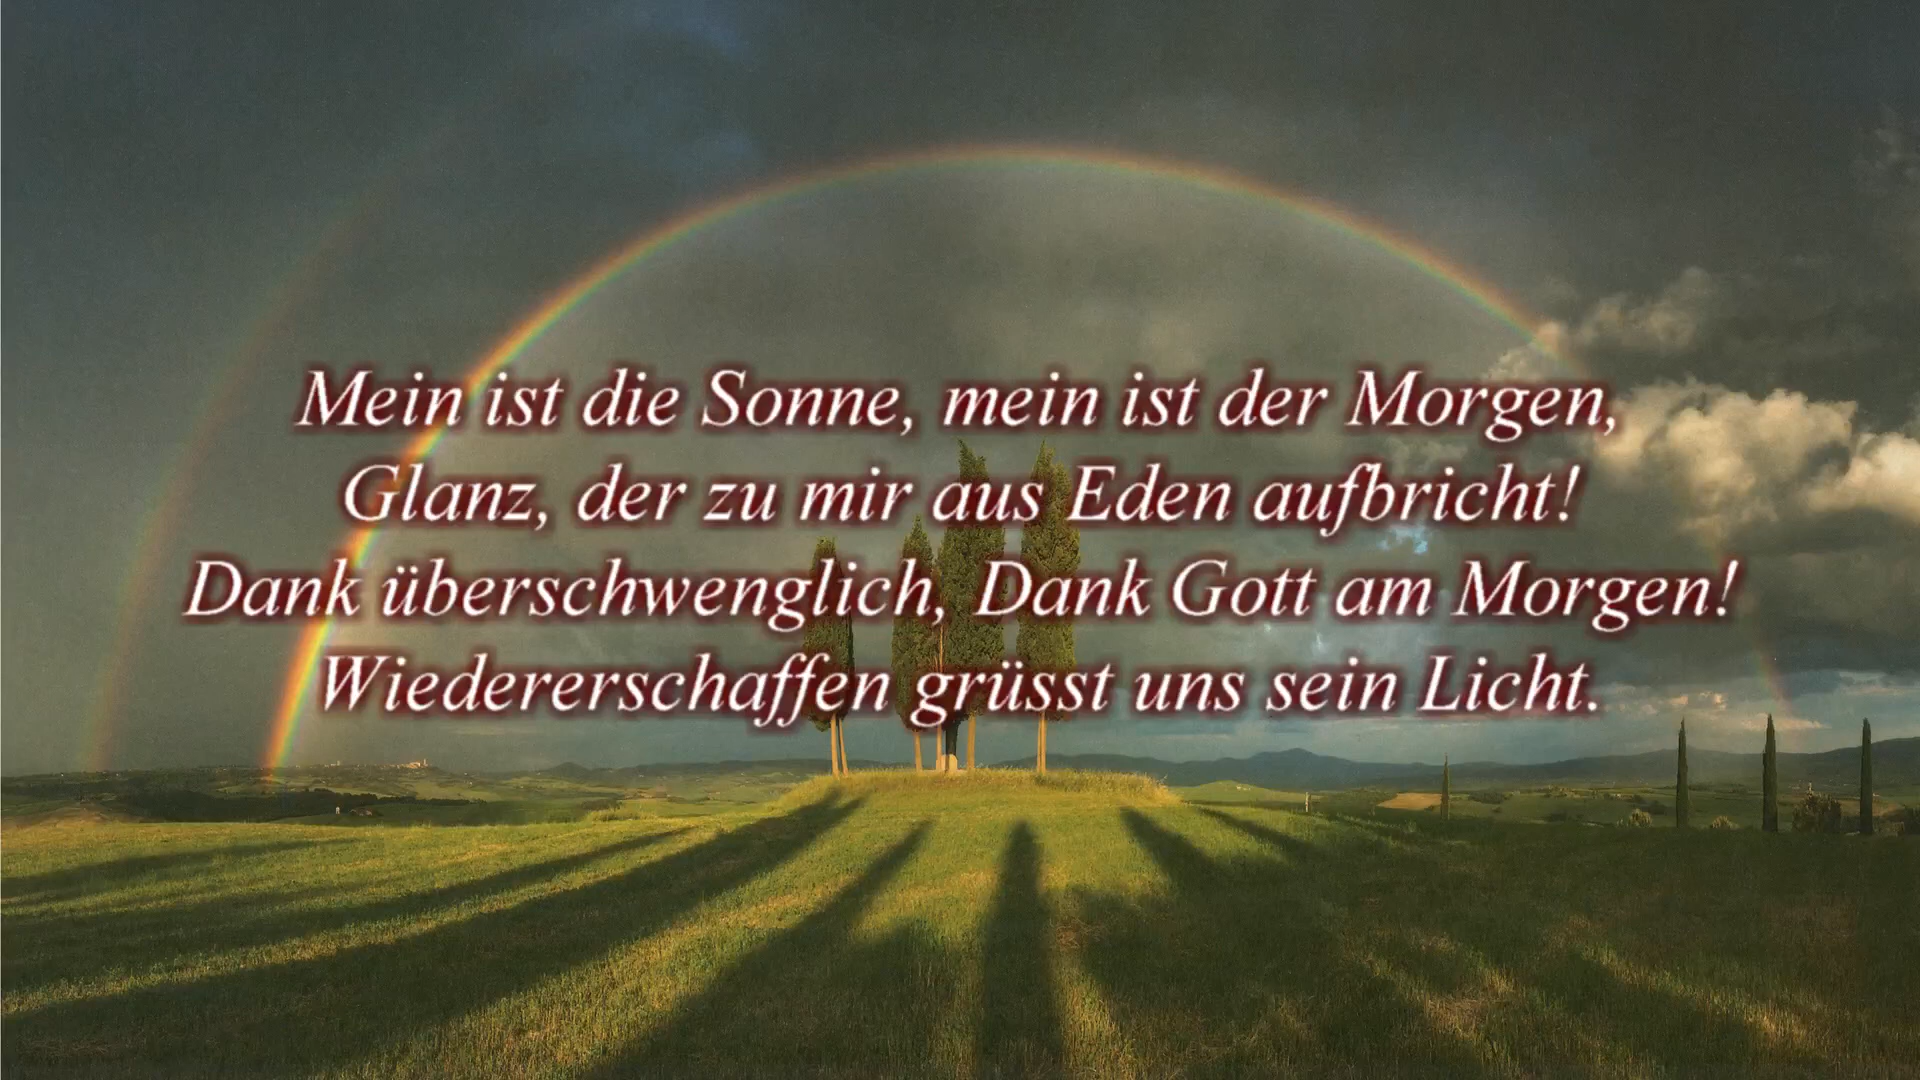 Mein ist die Sonne, mein ist der Morgen,
Glanz, der zu mir aus Eden aufbricht!
Dank überschwenglich, Dank Gott am Morgen!
Wiedererschaffen grüsst uns sein Licht.